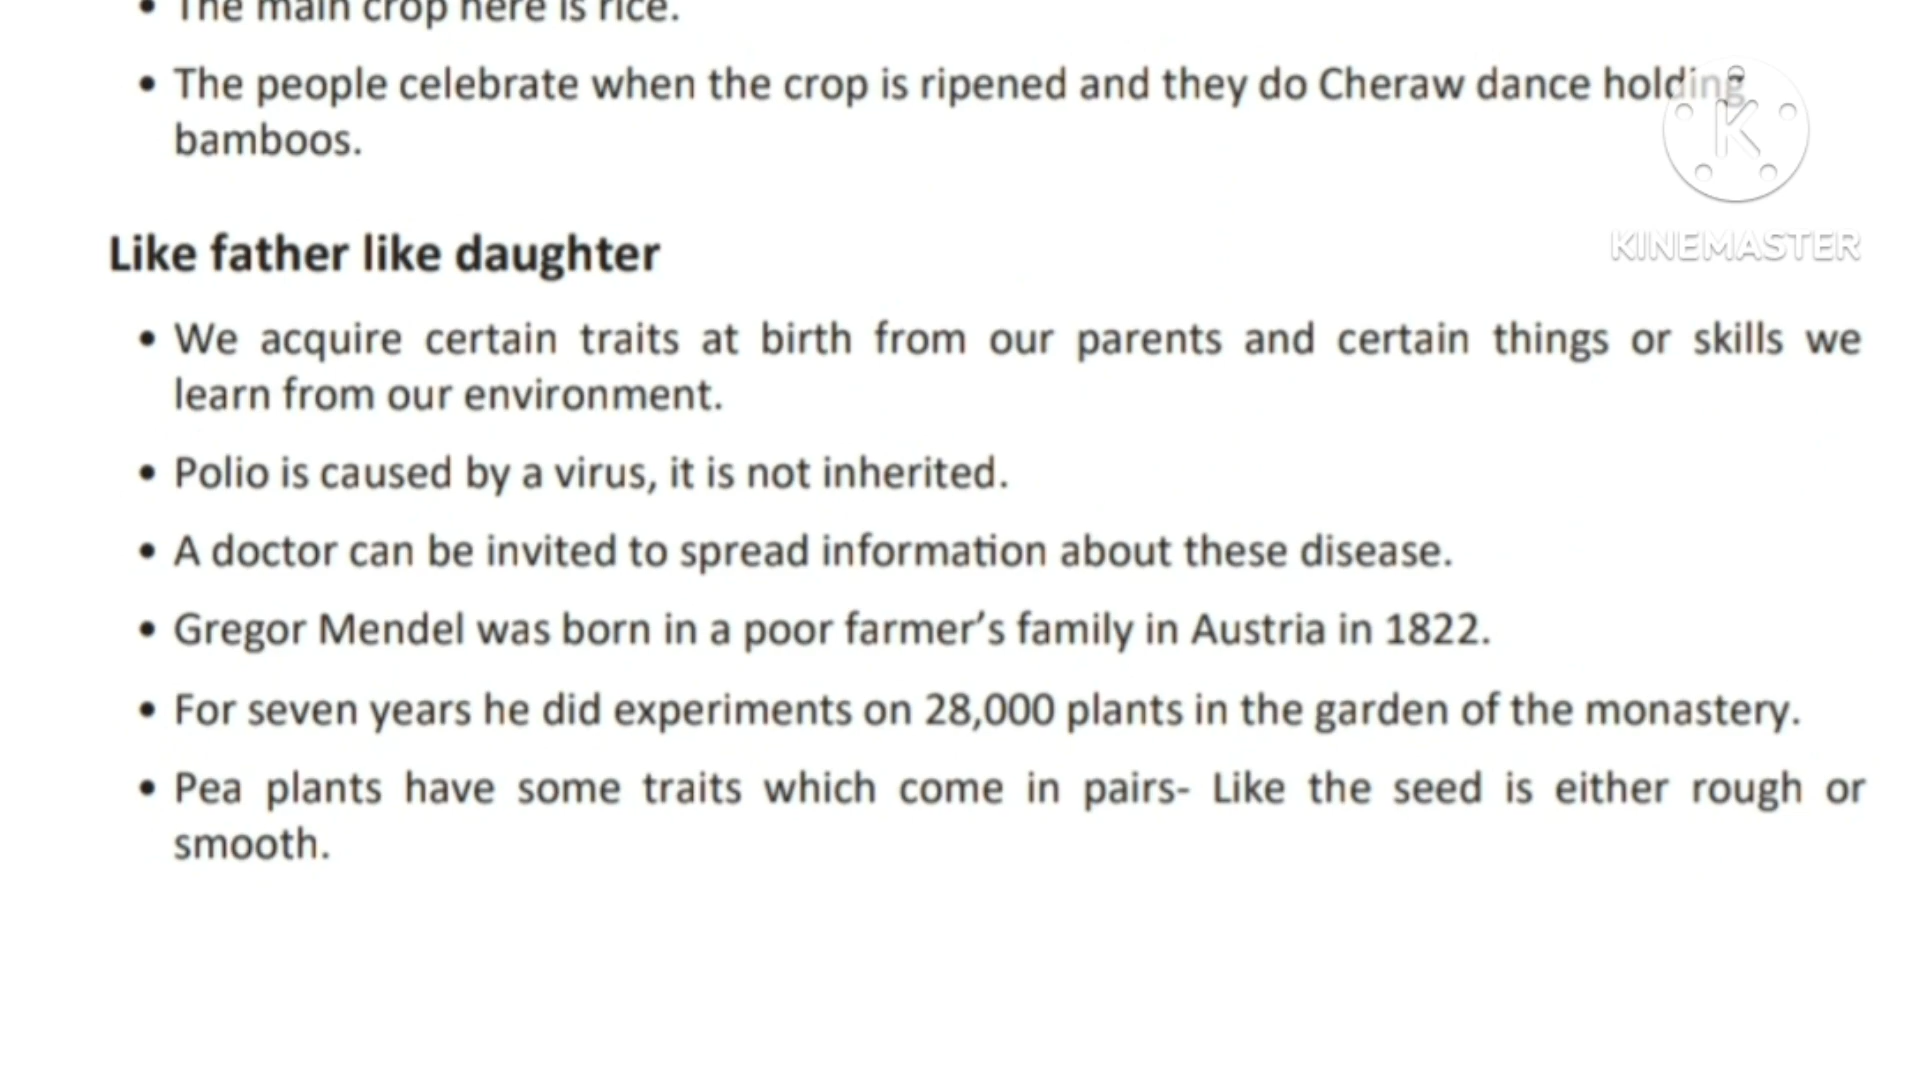 • The main crop here is rice.
• The people celebrate when the crop is ripened and they do Cheraw dance holding
bamboos.
K
KINEMASTER
Like father like daughter
• We acquire certain traits at birth from our parents and certain things or skills we
learn from our environment.
• Polio is caused by a virus, it is not inherited.
• A doctor can be invited to spread information about these disease.
• Gregor Mendel was born in a poor farmer’s family in Austria in 1822.
• For seven years he did experiments on 28,000 plants in the garden of the monastery.
• Pea plants have some traits which come in pairs- Like the seed is either rough or
smooth.